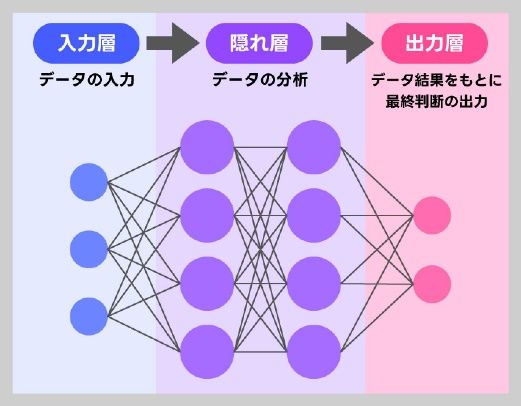 入力層
隠れ層
出力層
データの入力
データの分析
データ結果をもとに
最終判断の出力